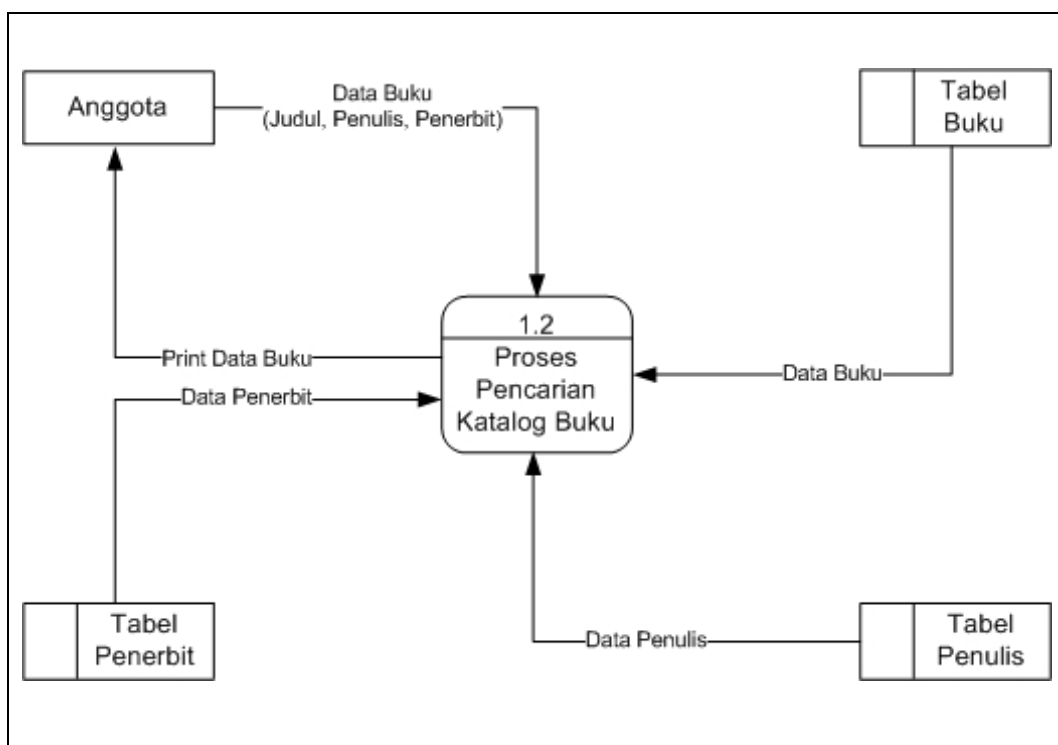 Anggota
Data Buku
(Judul, Penulis, Penerbit)
Tabel
Buku
1.2
Proses
Pencarian
Katalog Buku
Print Data Buku
Data Penerbit
Data Buku
Tabel
Penerbit
Data Penulis
Tabel
Penulis